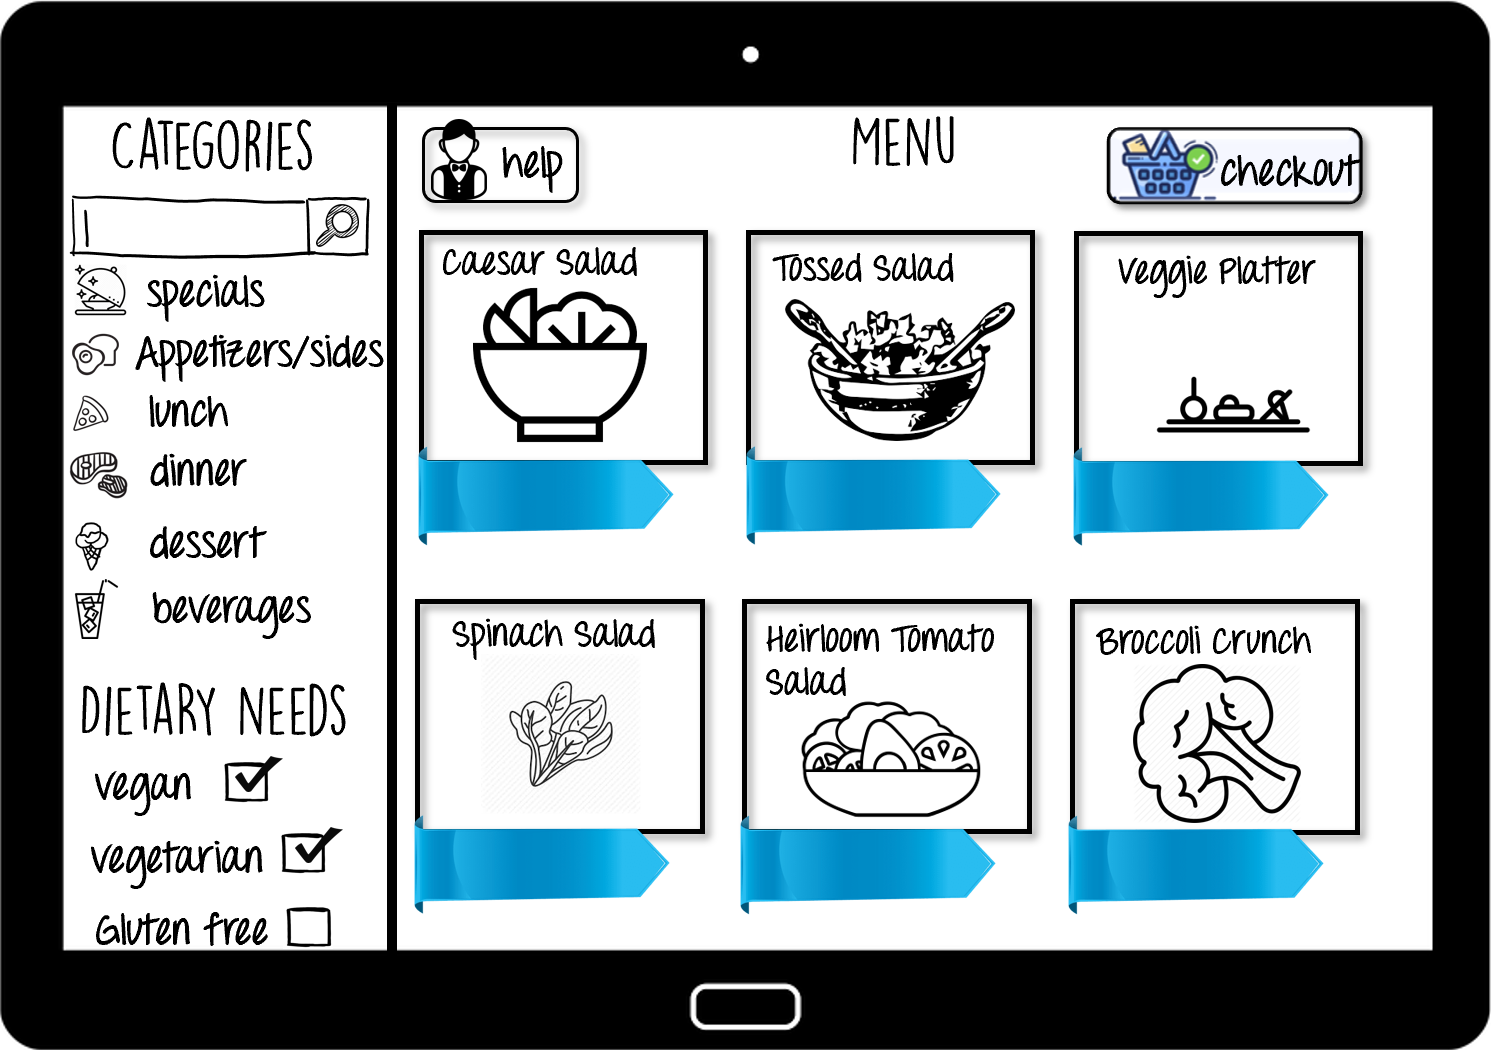 CATEGORIES
specials
Appetizers/sides
lunch
dinner
dessert
beverages
DIETARY NEEDS
vegan
vegetarian
Gluten free
help
MENU
checkout
Caesar Salad
Tossed Salad
Veggie Platter
Spinach Salad
Heirloom Tomato
Salad
Broccoli Crunch